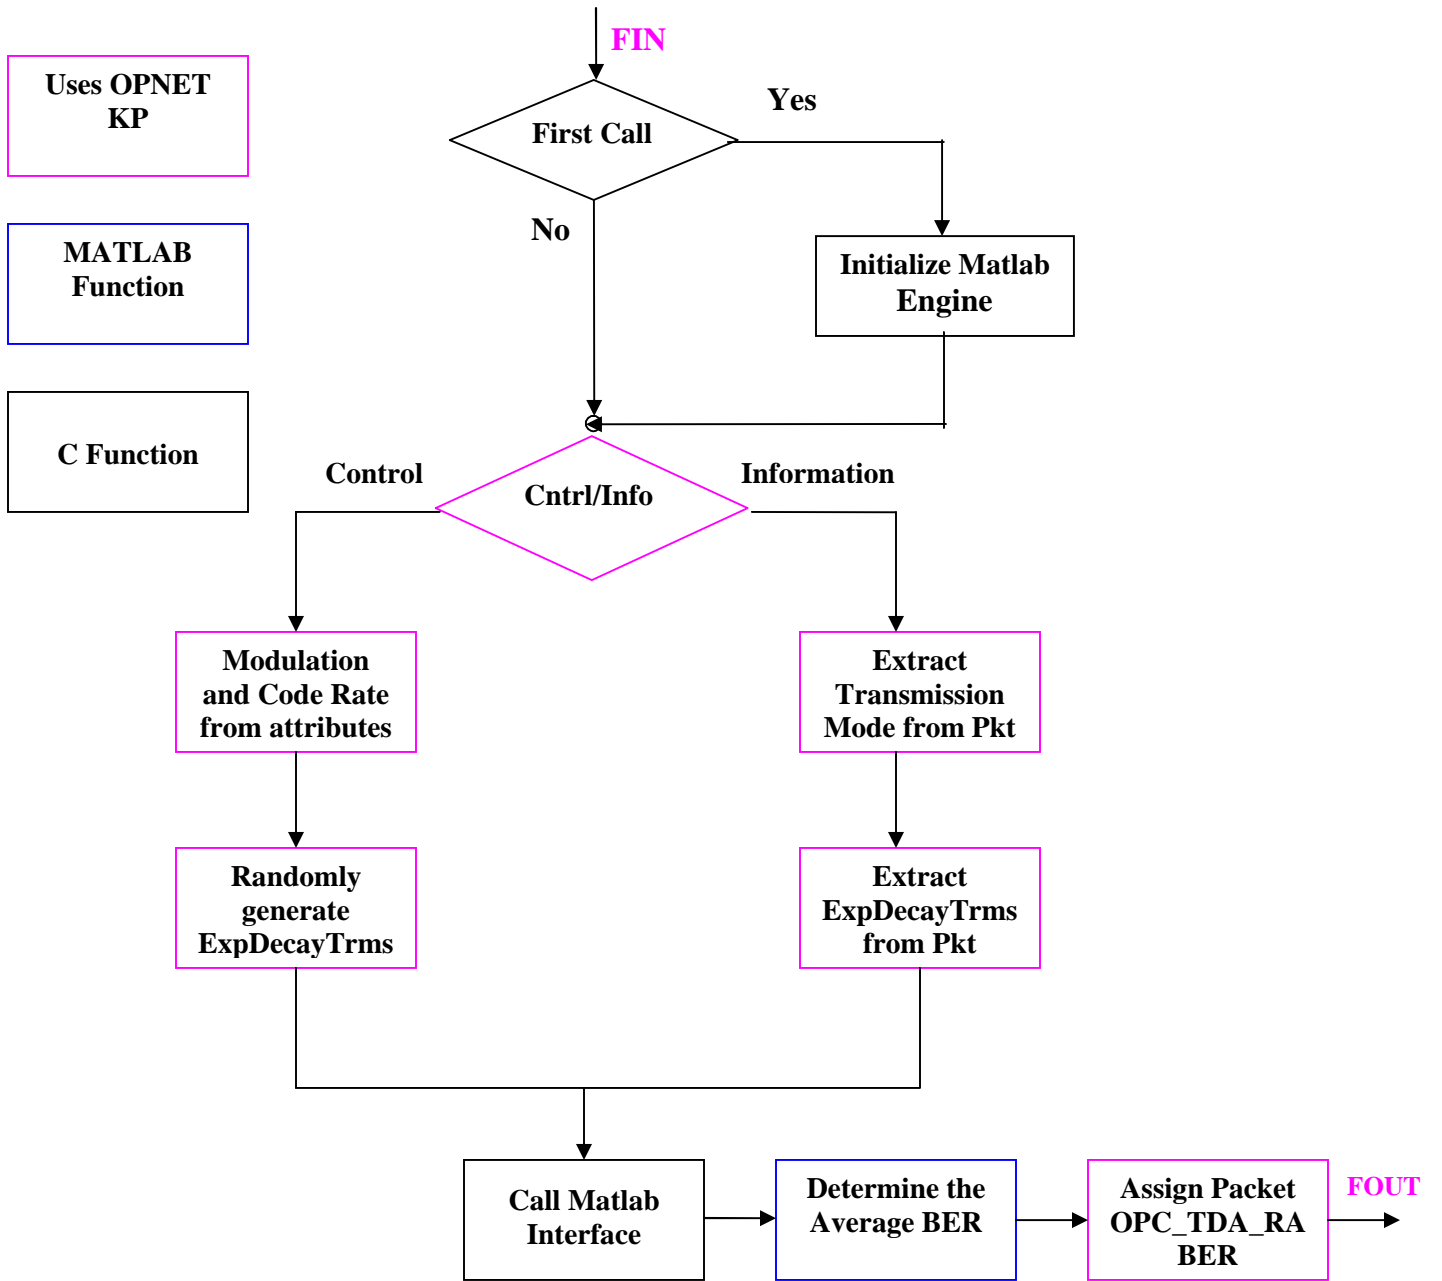 FIN
Uses OPNET
KP
First Call
Yes
No
MATLAB
Function
Initialize Matlab
Engine
C Function
Control
Information
Cntrl/Info
Modulation
and Code Rate
from attributes
Extract
Transmission
Mode from Pkt
Randomly
generate
ExpDecayTrms
Extract
ExpDecayTrms
from Pkt
Call Matlab
Interface
Determine the
Average BER
Assign Packet
OPC_TDA_RA
BER
FOUT